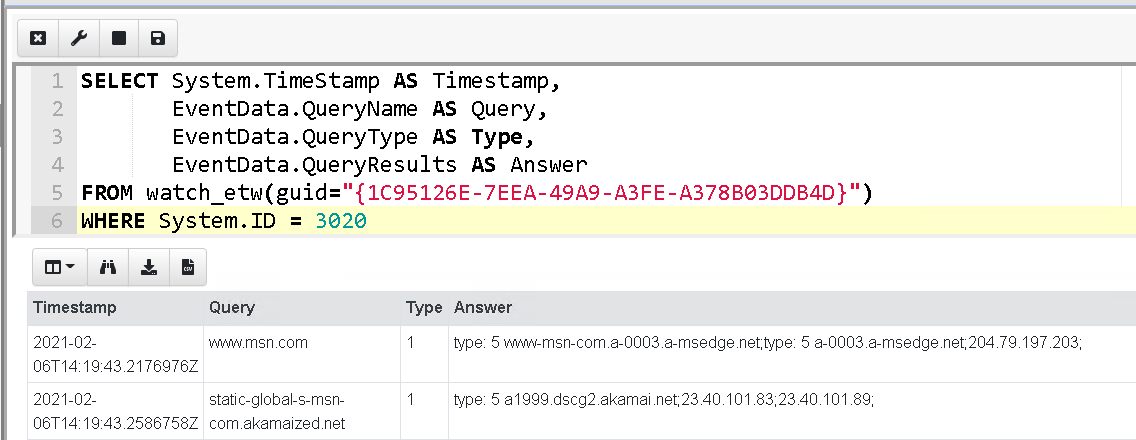 1 SELECT System.TimeStamp AS Timestamp,
2 EventData.QueryName AS Query,
3 EventData.QueryType AS Type,
4 EventData.QueryResults AS Answer
5 FROM watch_etw(guid="{1C95126E-7EEA-49A9-A3FE-A378B03DDB4D}")
6 WHERE System.ID = 3020
CSV
Timestamp Query Type Answer
2021-02- www.msn.com 1 type: 5 www-msn-com.a-0003.a-msedge.net;type: 5 a-0003.a-msedge.net;204.79.197.203;
06T14:19:43.2176976Z
2021-02- static-global-s-msn- 1 type: 5 a1999.dscg2.akamai.net;23.40.101.83;23.40.101.89;
06T14:19:43.2586758Z com.akamaized.net